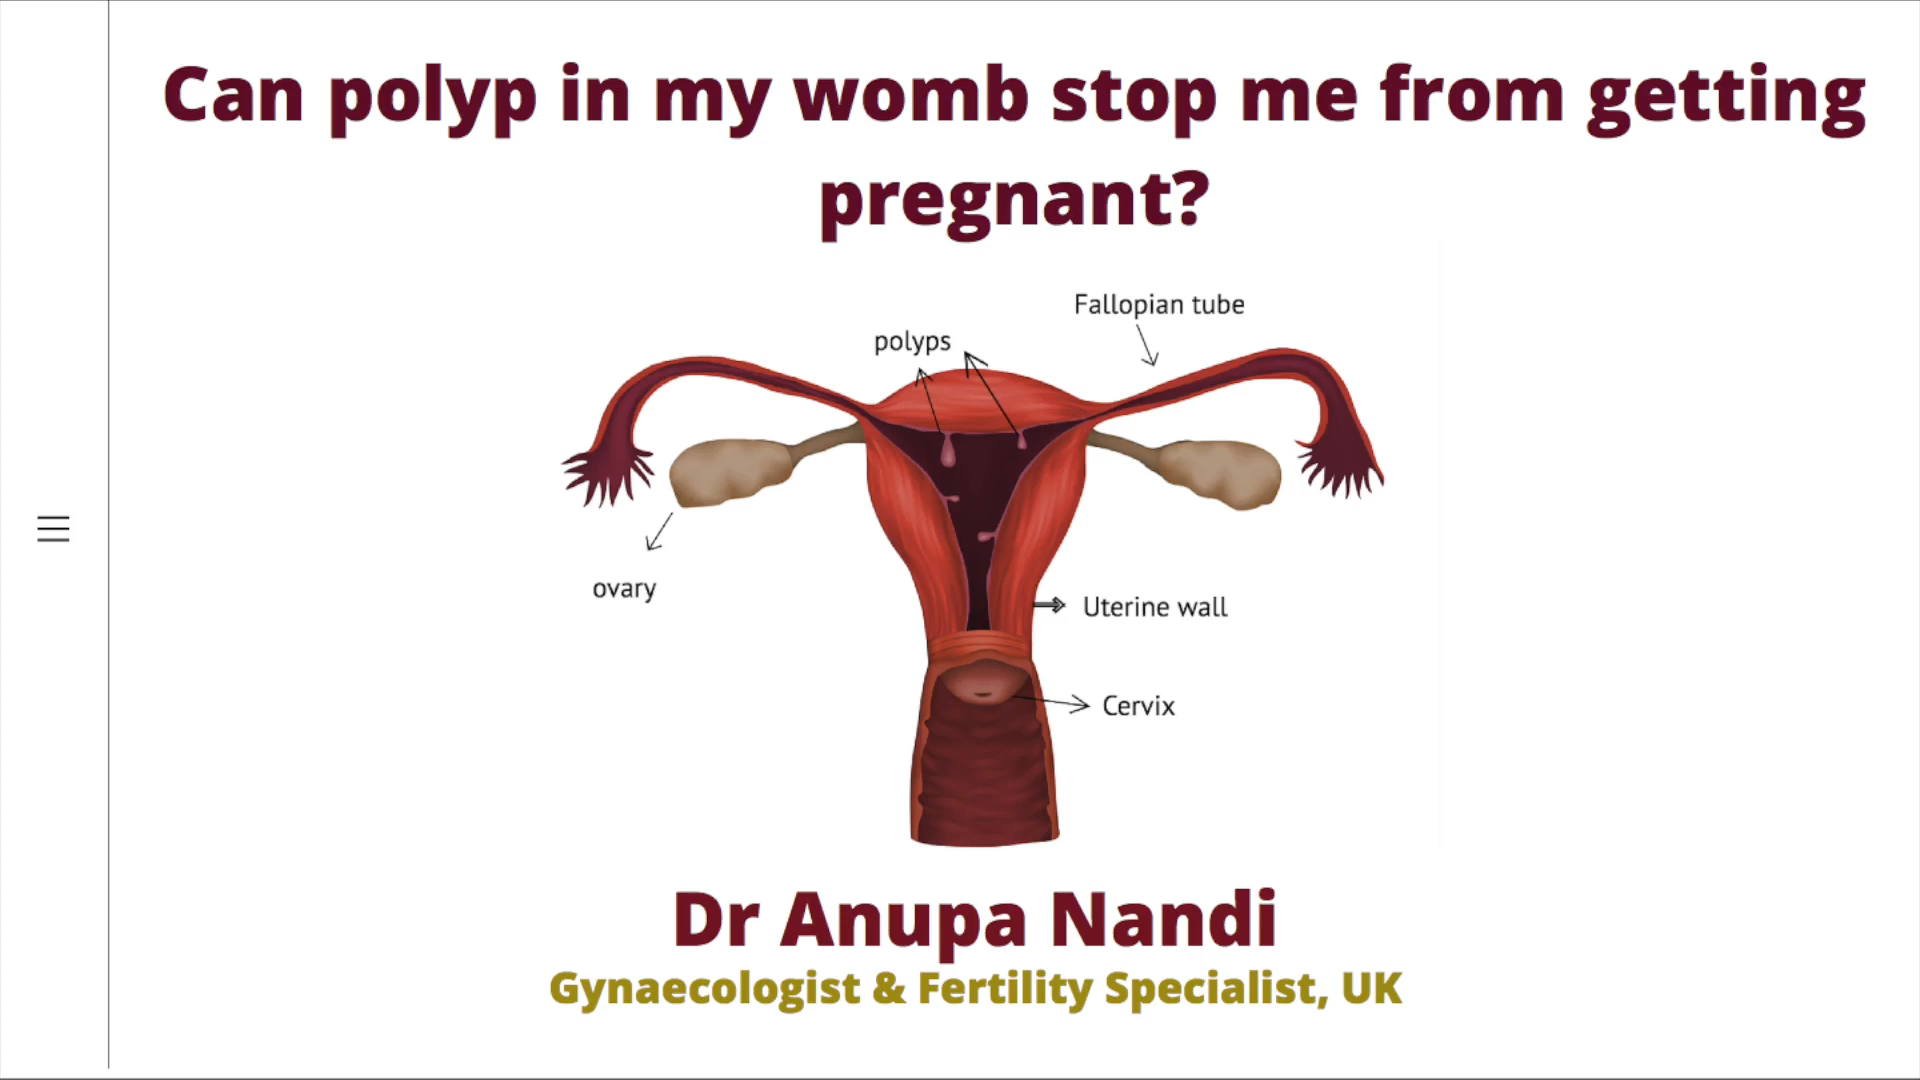 Can polyp in my womb stop me from getting
pregnant?
Fallopian tube
polyps
ovary
Uterine wall
Cervix
Dr Anupa Nandi
Gynaecologist & Fertility Specialist, UK